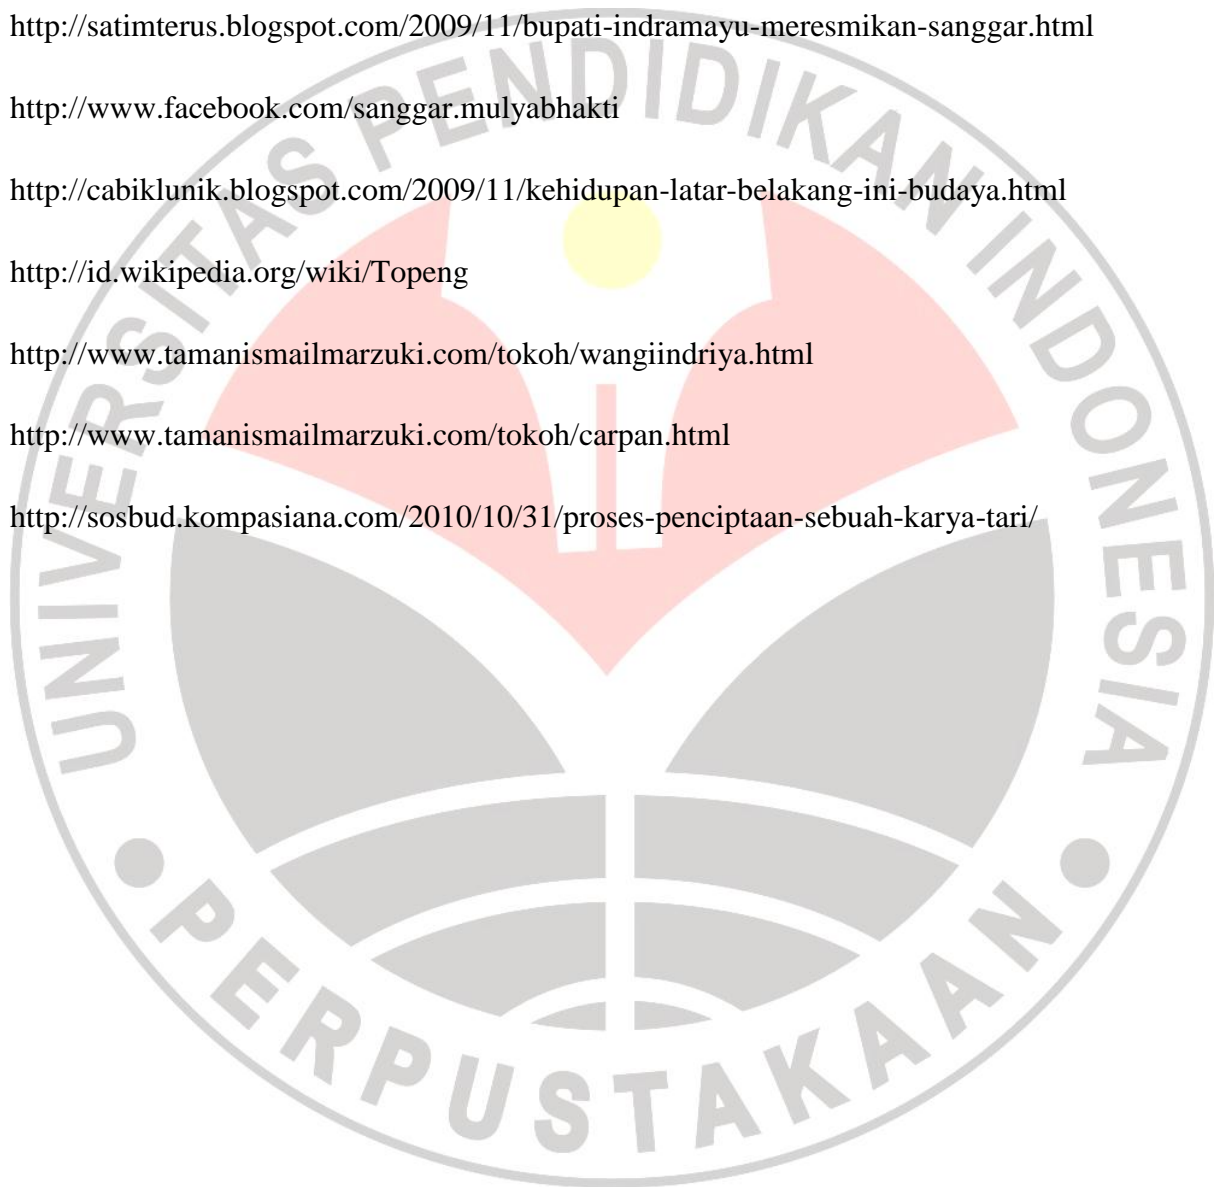 http://satimterus.blogspot.com/2009/11/bupati-indramayu-meresmikan-sanggar.html
http://www.facebook.com/sanggar.mulyabhakti
http://cabiklunik.blogspot.com/2009/11/kehidupan-latar-belakang-ini-budaya.html
http://id.wikipedia.org/wiki/Topeng
http://www.tamanismailmarzuki.com/tokoh/wangiindriya.html
http://www.tamanismailmarzuki.com/tokoh/carpan.html
http://sosbud.kompasiana.com/2010/10/31/proses-penciptaan-sebuah-karya-tari/
UNIVERSITAS PENDIDIKAN INDONESIA
PERPUSTAKAAN